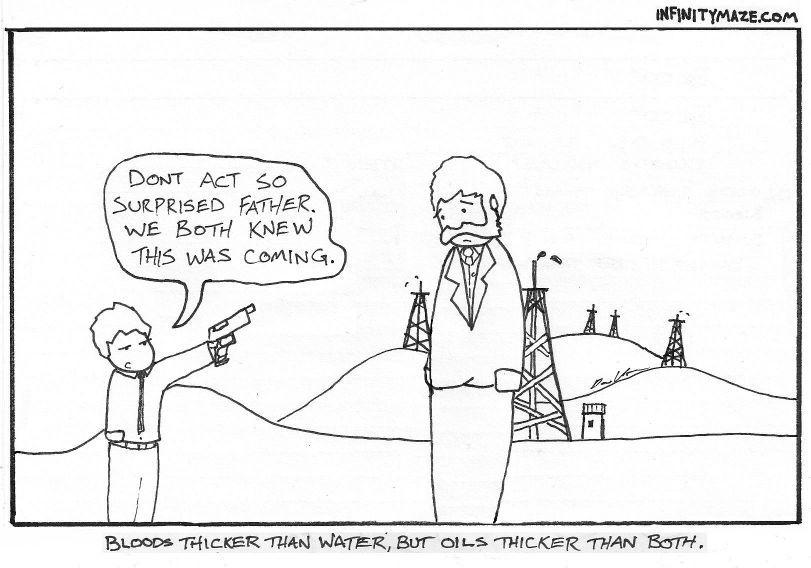 INFINITYMAZE.COM
DONT ACT SO
SURPRISED FATHER.
WE BOTH KNEW
THIS WAS COMING.
BLOODS THICKER THAN WATER, BUT OILS THICKER THAN BOTH.